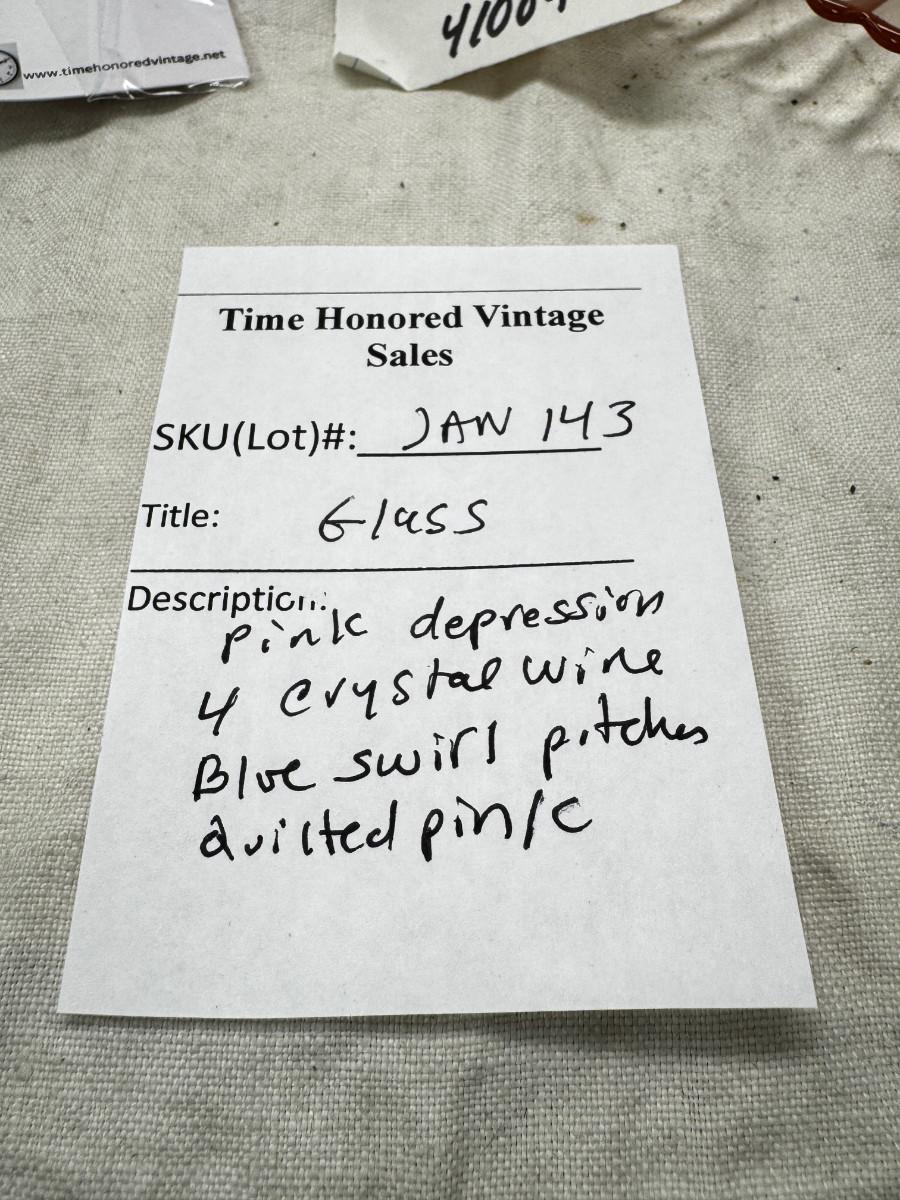 www.timehonoredvintage.net
Time Honored Vintage
Sales
SKU(Lot)#: JAN 143
Title: Glass
Description:
pink depression
4 crystal wine
Blue swirl pitcher
Quilted pink